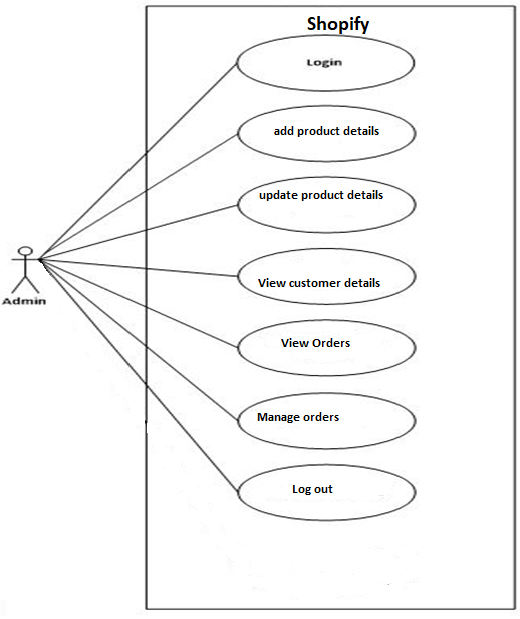 Shopify
Login
add product details
update product details
View customer details
Admin
View Orders
Manage orders
Log out